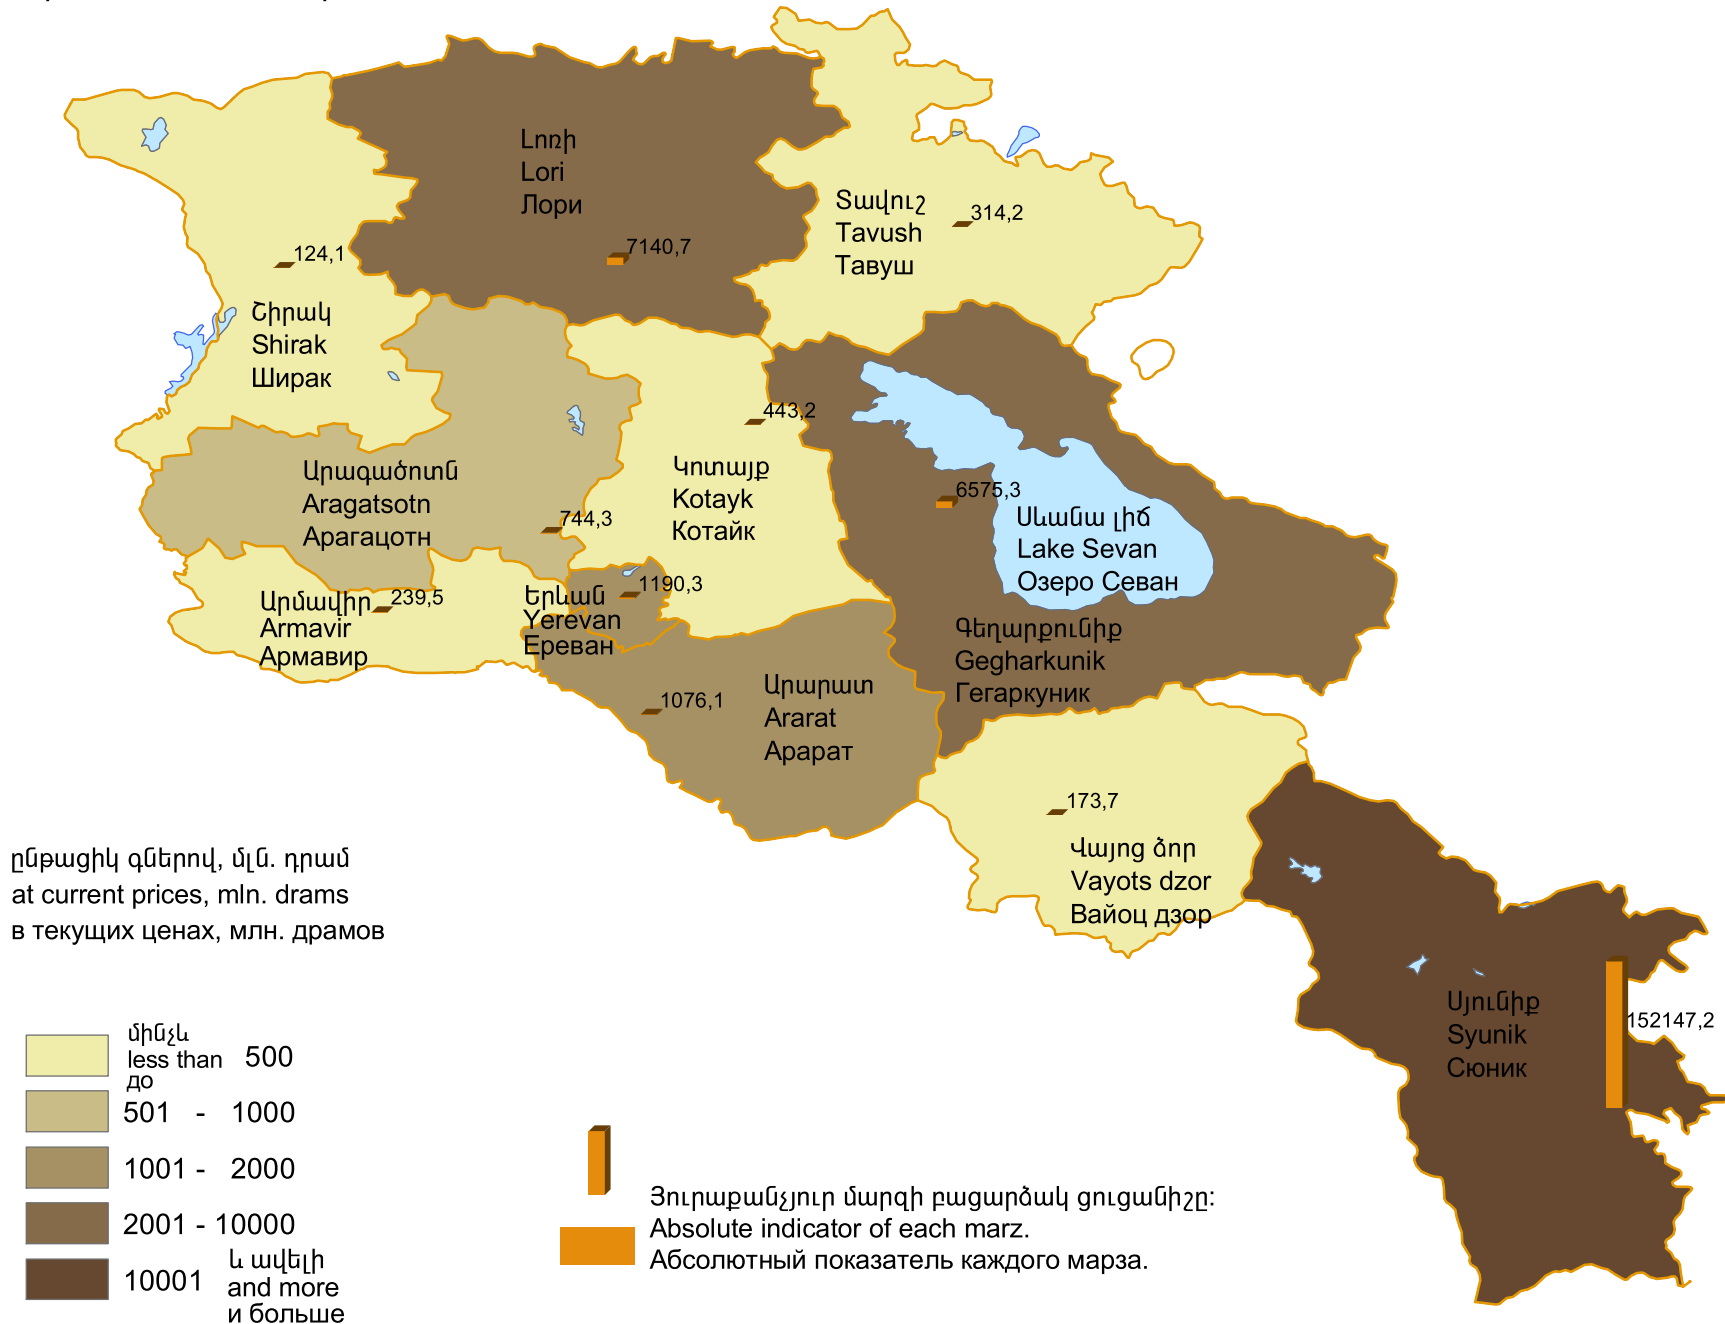 Լոռի
Lori
Лори
7140,7
Տավուշ
Tavush
Тавуш
314,2
124,1
Շիրակ
Shirak
Ширак
443,2
Կոտայք
Kotayk
Котайк
Արագածոտն
Aragatsotn
Арагацотн
744,3
6575,3
Սևանա լիճ
Lake Sevan
Озеро Севан
Արմավիր
Armavir
Армавир
239,5
Երևան
Yerevan
Ереван
1190,3
Գեղարքունիք
Gegharkunik
Гегаркуник
1076,1
Արարատ
Ararat
Арарат
173,7
Վայոց ձոր
Vayots dzor
Вайоц дзор
Սյունիք
Syunik
Сюник
152147,2
ընթացիկ գներով, մլն. դրամ
at current prices, mln. drams
в текущих ценах, млн. драмов
մինչև
less than 500
до
501 - 1000
1001 - 2000
2001 - 10000
և ավելի
10001 and more
и больше
Յուրաքանչյուր մարզի բացարձակ ցուցանիշը:
Absolute indicator of each marz.
Абсолютный показатель каждого марза.